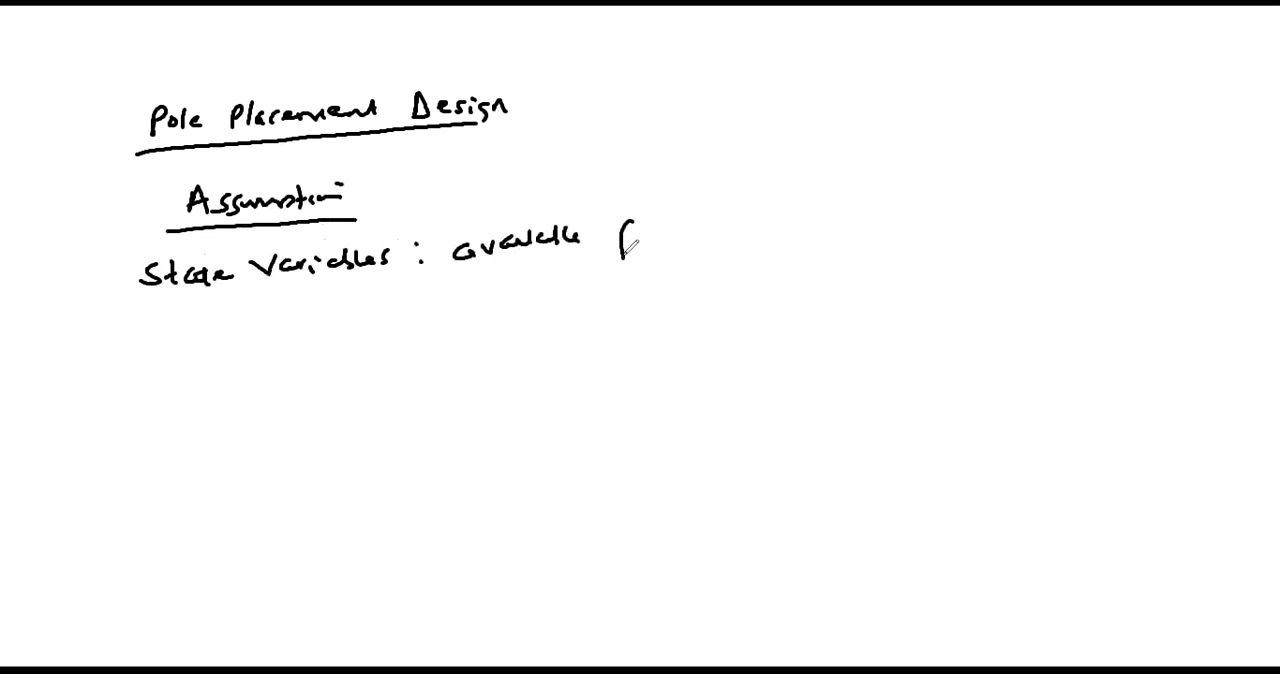 Pole Placement Design
Assumption
State Variables : available